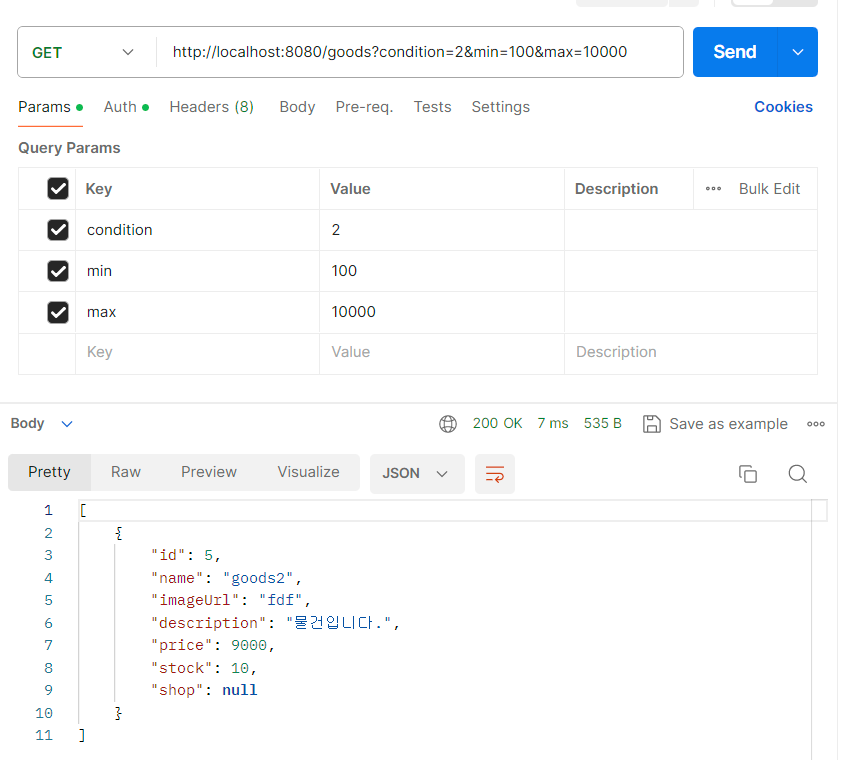 GET http://localhost:8080/goods?condition=2&min=100&max=10000 Send
Params Auth Headers (8) Body Pre-req. Tests Settings Cookies
Query Params
Key Value Description Bulk Edit
condition 2
min 100
max 10000
Key Value Description
Body 200 OK 7 ms 535 B Save as example
Pretty Raw Preview Visualize JSON
1 [
2 {
3 "id": 5,
4 "name": "goods2",
5 "imageUrl": "fdf",
6 "description": "물건입니다.",
7 "price": 9000,
8 "stock": 10,
9 "shop": null
10 }
11 ]